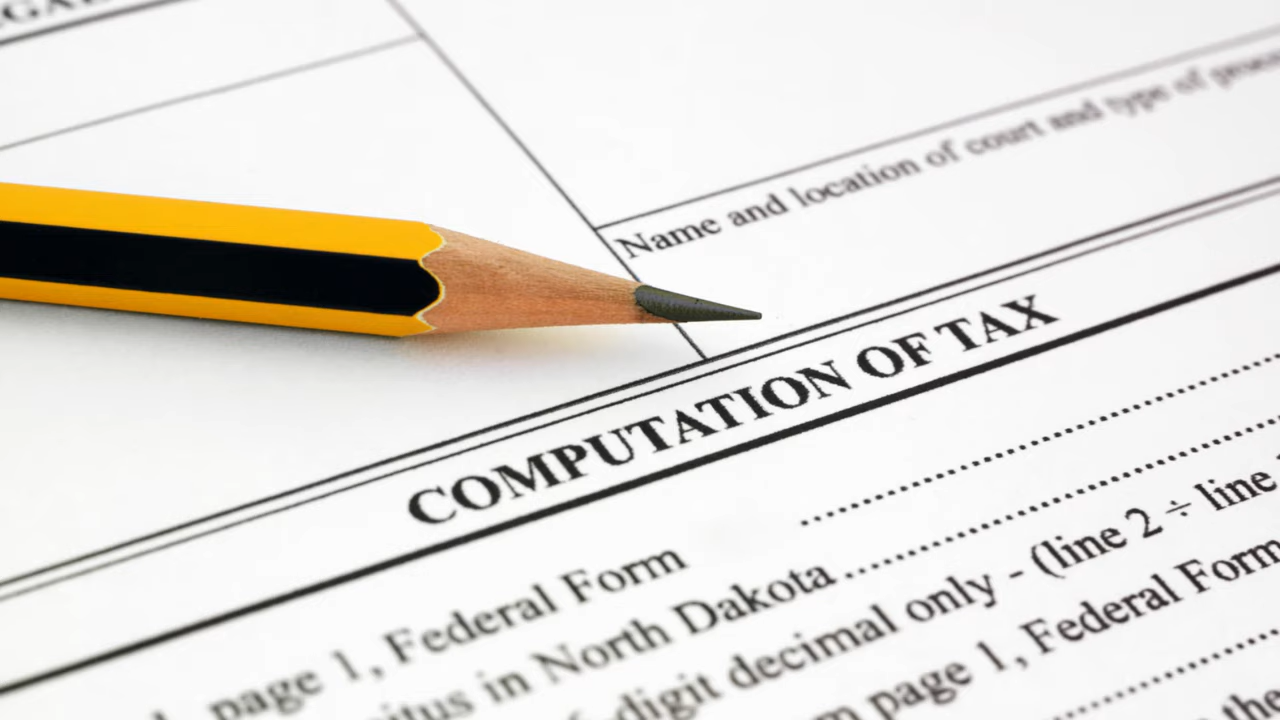 Name and location of court and type of
COMPUTATION OF TAX
page 1, Federal Form
in North Dakota
digit decimal only - (line 2 ÷ line
page 1, Federal Form
the